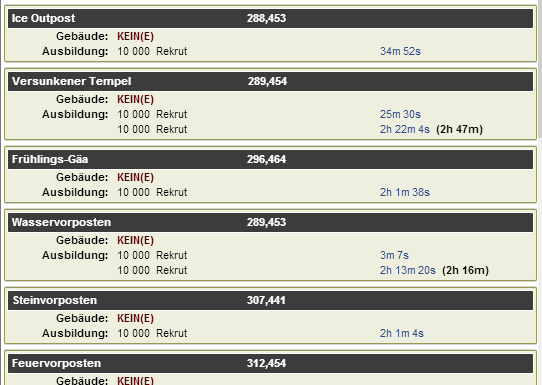 Ice Outpost 288,453
Gebäude: KEIN(E)
Ausbildung: 10 000 Rekrut 34m 52s
Versunkener Tempel 289,454
Gebäude: KEIN(E)
Ausbildung: 10 000 Rekrut 25m 30s
10 000 Rekrut 2h 22m 4s (2h 47m)
Frühlings-Gäa 296,464
Gebäude: KEIN(E)
Ausbildung: 10 000 Rekrut 2h 1m 38s
Wasservorposten 289,453
Gebäude: KEIN(E)
Ausbildung: 10 000 Rekrut 3m 7s
10 000 Rekrut 2h 13m 20s (2h 16m)
Steinvorposten 307,441
Gebäude: KEIN(E)
Ausbildung: 10 000 Rekrut 2h 1m 4s
Feuervorposten 312,454
Gebäude: KEIN(E)